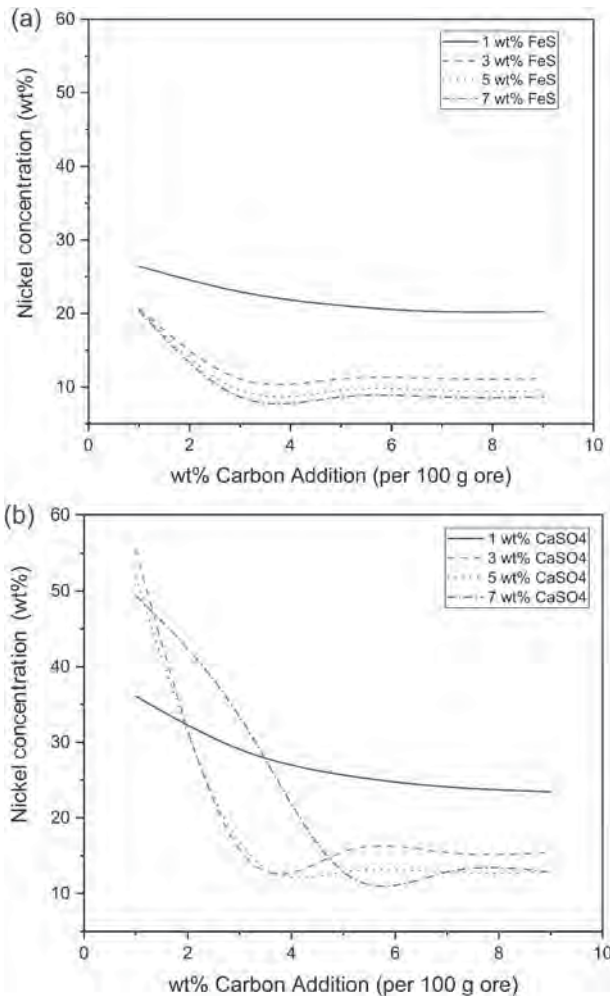 (a)
60
50
40
30
20
10
Nickel concentration (wt%)
1 wt% FeS
3 wt% FeS
5 wt% FeS
7 wt% FeS
0 2 4 6 8 10
wt% Carbon Addition (per 100 g ore)
(b)
60
50
40
30
20
10
Nickel concentration (wt%)
1 wt% CaSO4
3 wt% CaSO4
5 wt% CaSO4
7 wt% CaSO4
0 2 4 6 8 10
wt% Carbon Addition (per 100 g ore)